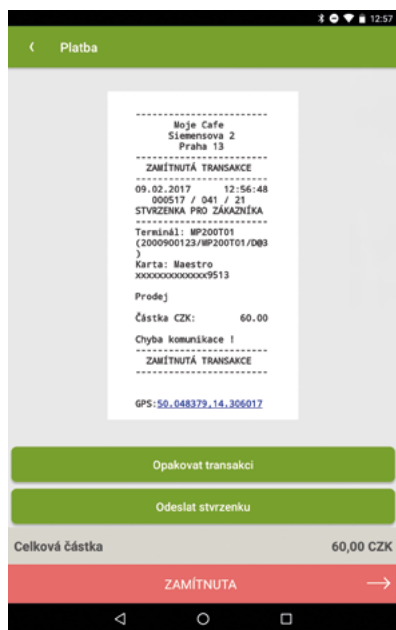 12:57
Platba
Moje Cafe
Siemensova 2
Praha 13
ZAMÍTNUTÁ TRANSAKCE
09.02.2017 12:56:48
000517 / 041 / 21
STVRZENKA PRO ZÁKAZNÍKA
Terminál: MP200T01
(2000900123/MP200T01/D@3
)
Karta: Maestro
xxxxxxxxxxxx9513
Prodej
Částka CZK: 60.00
Chyba komunikace !
ZAMÍTNUTÁ TRANSAKCE
GPS:50.048379,14.306017
Opakovat transakci
Odeslat stvrzenku
Celková částka 60,00 CZK
ZAMÍTNUTA